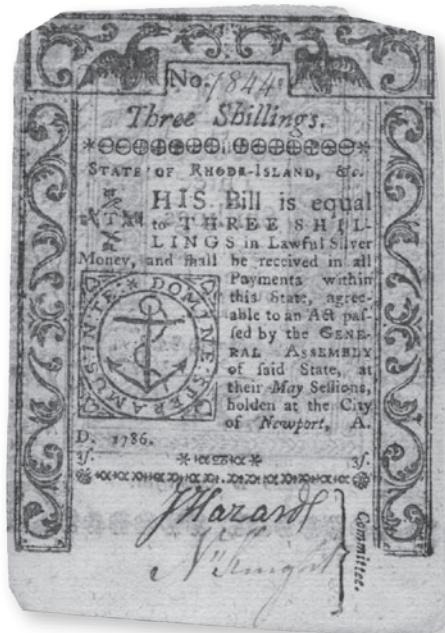 No. 7844
Three Shillings.
STATE OF RHODE-ISLAND, &c.
THIS Bill is equal
to THREE SHIL-
LINGS in Lawful Silver
Money, and shall be received in all
Payments within
this State, agree-
able to an Act pas-
sed by the GENE-
RAL ASSEMBLY
of said State, at
their May Sessions,
holden at the City
of Newport, A.
D. 1786.
IN TE DOMINE SPERAMUS
3s. 3s.
J Hazard
Nn Knight
Committee.